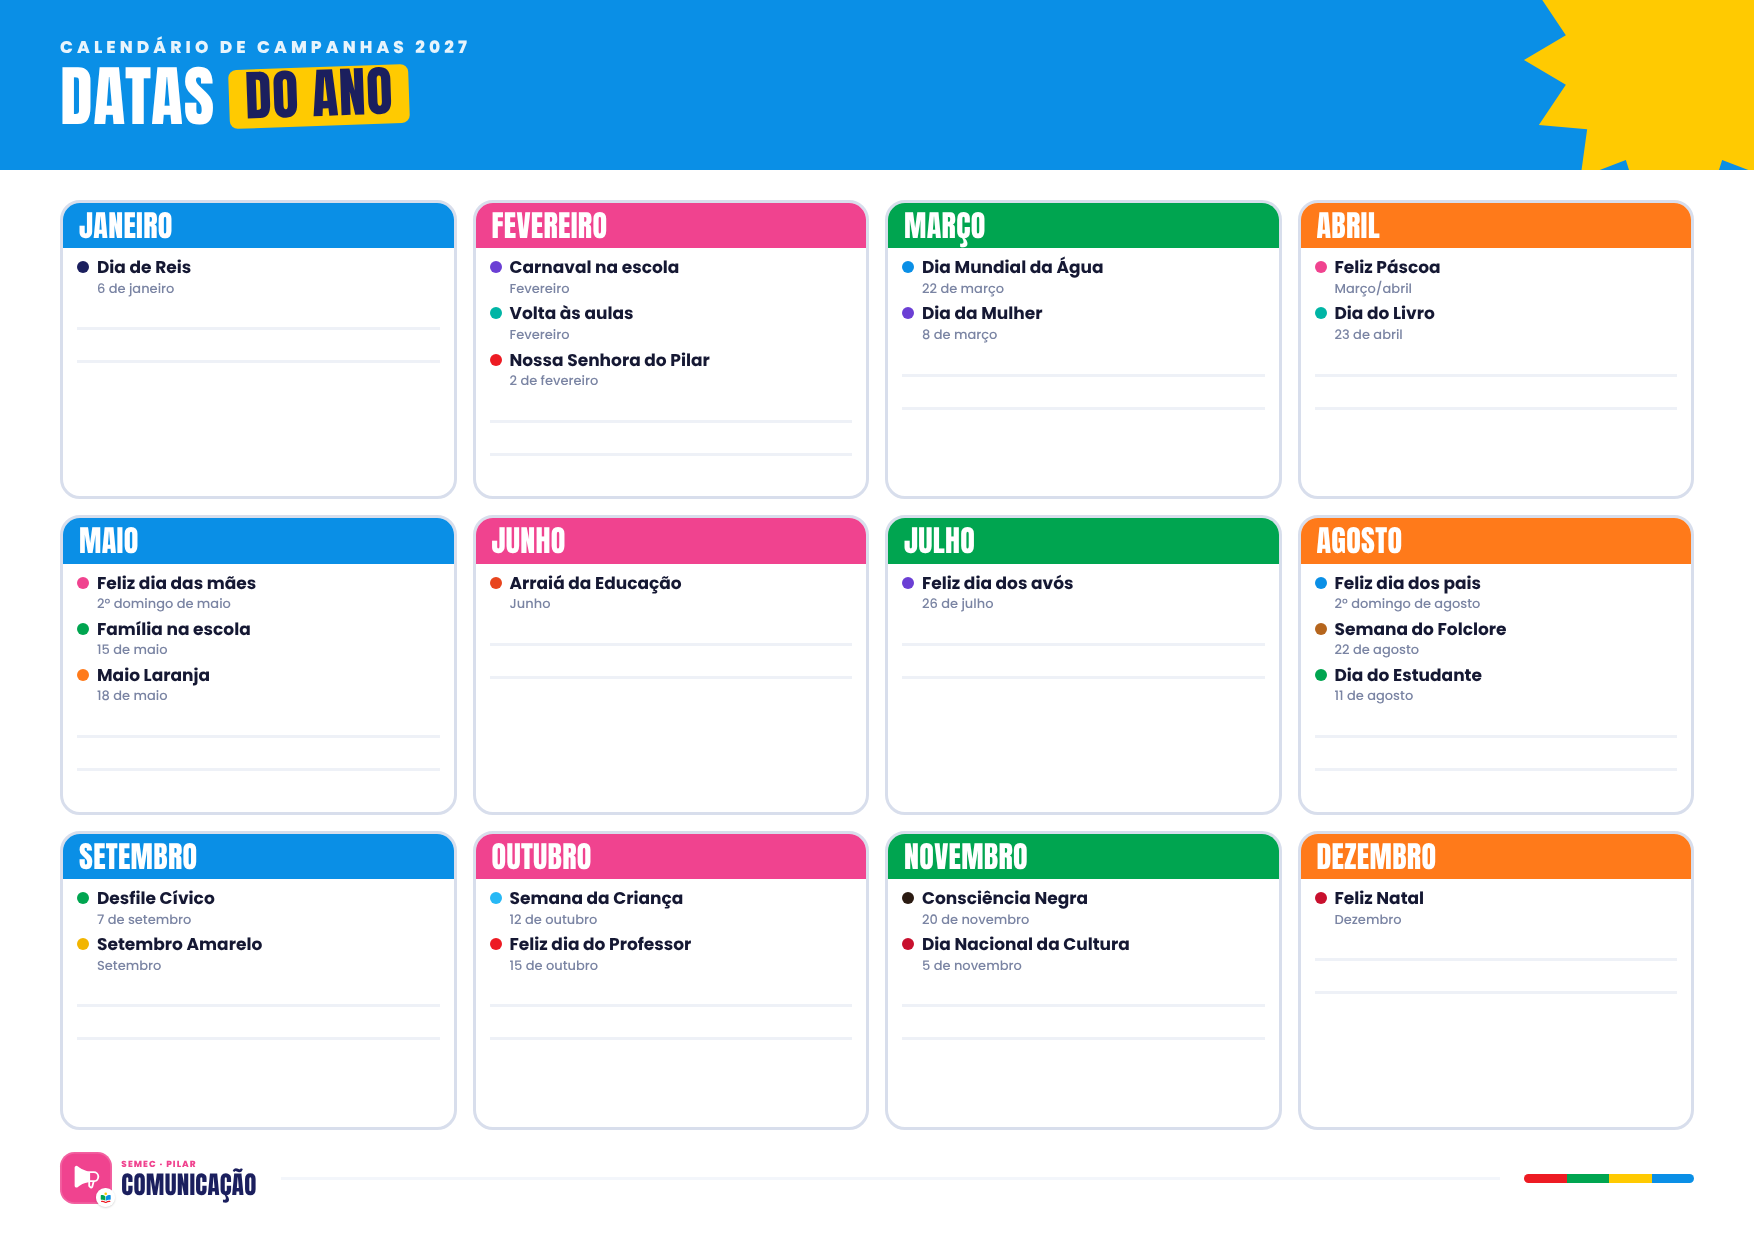 CALENDÁRIO DE CAMPANHAS 2027
DATAS DO ANO
JANEIRO
Dia de Reis
6 de janeiro
FEVEREIRO
Carnaval na escola
Fevereiro
Volta às aulas
Fevereiro
Nossa Senhora do Pilar
2 de fevereiro
MARÇO
Dia Mundial da Água
22 de março
Dia da Mulher
8 de março
ABRIL
Feliz Páscoa
Março/abril
Dia do Livro
23 de abril
MAIO
Feliz dia das mães
2º domingo de maio
Família na escola
15 de maio
Maio Laranja
18 de maio
JUNHO
Arraiá da Educação
Junho
JULHO
Feliz dia dos avós
26 de julho
AGOSTO
Feliz dia dos pais
2º domingo de agosto
Semana do Folclore
22 de agosto
Dia do Estudante
11 de agosto
SETEMBRO
Desfile Cívico
7 de setembro
Setembro Amarelo
Setembro
OUTUBRO
Semana da Criança
12 de outubro
Feliz dia do Professor
15 de outubro
NOVEMBRO
Consciência Negra
20 de novembro
Dia Nacional da Cultura
5 de novembro
DEZEMBRO
Feliz Natal
Dezembro
SEMEC · PILAR
COMUNICAÇÃO